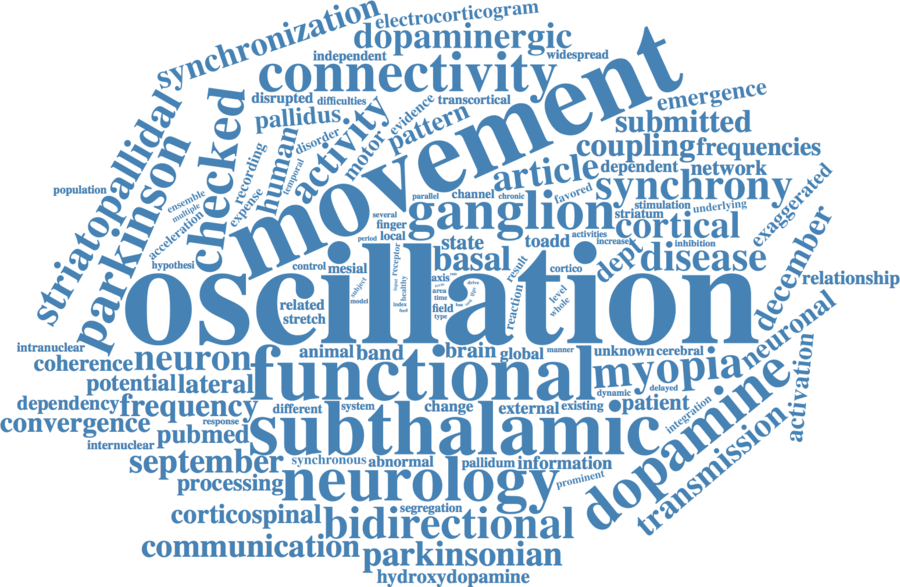 electrocorticogram
synchronization
dopaminergic
independent
widespread
connectivity
disrupted
difficulties
transcortical
emergence
pallidus
evidence
pattern
submitted
movement
checked
striatopallidal
parkinson
recording
human
disorder
temporal
activity
motor
expense
coupling
frequencies
article
dependent
network
population
ensemble
multiple
acceleration
parallel
channel
chronic
favored
synchrony
stimulation
underlying
exaggerated
several
finger
ganglion
striatum
cortical
period
local
state
toadd
activities
increase
inhibition
hypothesi
control
mesial
receptor
basal
result
cortico
dept
disease
december
relationship
subject
model
healthy
axis
area
time
drive
level
whole
reaction
oscillation
related
stretch
index
field
type
intranuclear
coherence
neuron
animal
band
brain
global
manner
unknown
cerebral
myopia
neuronal
potential
lateral
functional
dynamic
delayed
activation
dependency
frequency
different
system
change
external
existing
patient
integration
dopamine
convergence
response
internuclear
pubmed
subthalamic
transmission
september
synchronous
abnormal
pallidum
information
processing
neurology
prominent
corticospinal
segregation
bidirectional
communication
parkinsonian
hydroxydopamine